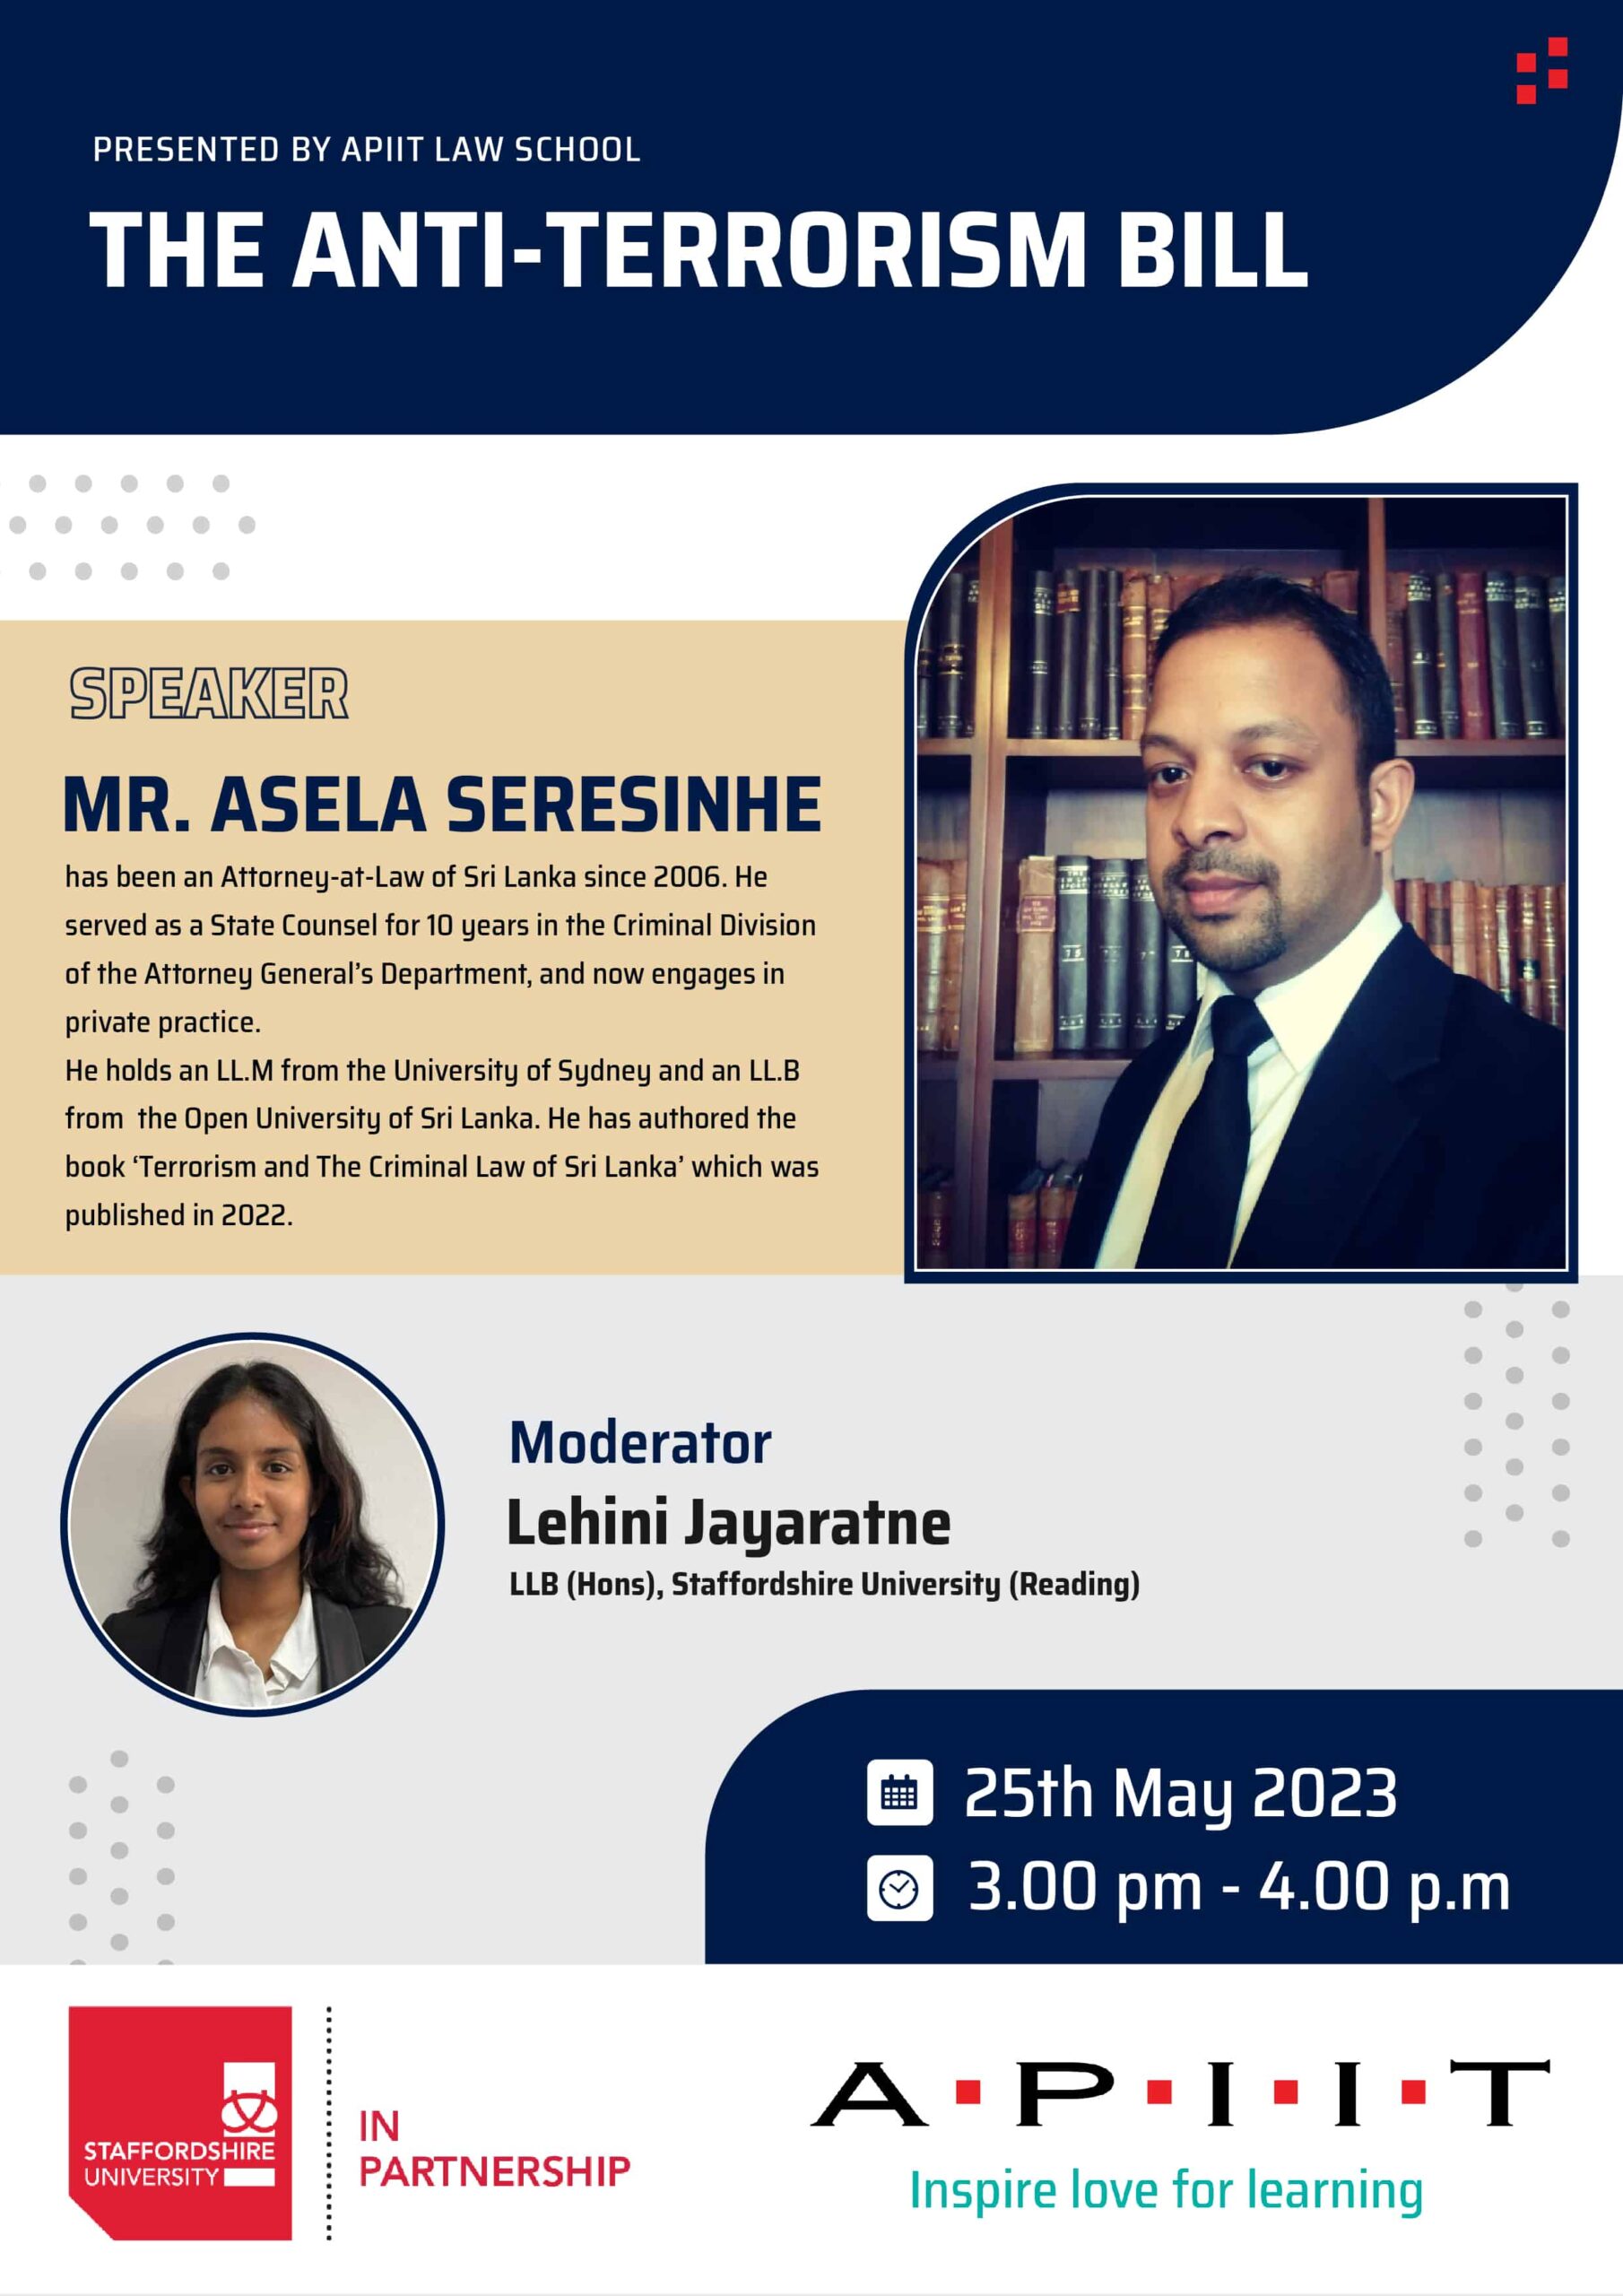 PRESENTED BY APIIT LAW SCHOOL
THE ANTI-TERRORISM BILL
SPEAKER
MR. ASELA SERESINHE
has been an Attorney-at-Law of Sri Lanka since 2006. He
served as a State Counsel for 10 years in the Criminal Division
of the Attorney General's Department, and now engages in
private practice.
He holds an LL.M from the University of Sydney and an LL.B
from  the Open University of Sri Lanka. He has authored the
book ‘Terrorism and The Criminal Law of Sri Lanka’ which was
published in 2022.
Moderator
Lehini Jayaratne
LLB (Hons), Staffordshire University (Reading)
25th May 2023
3.00 pm - 4.00 p.m
STAFFORDSHIRE
UNIVERSITY
IN
PARTNERSHIP
A·P·I·I·T
Inspire love for learning